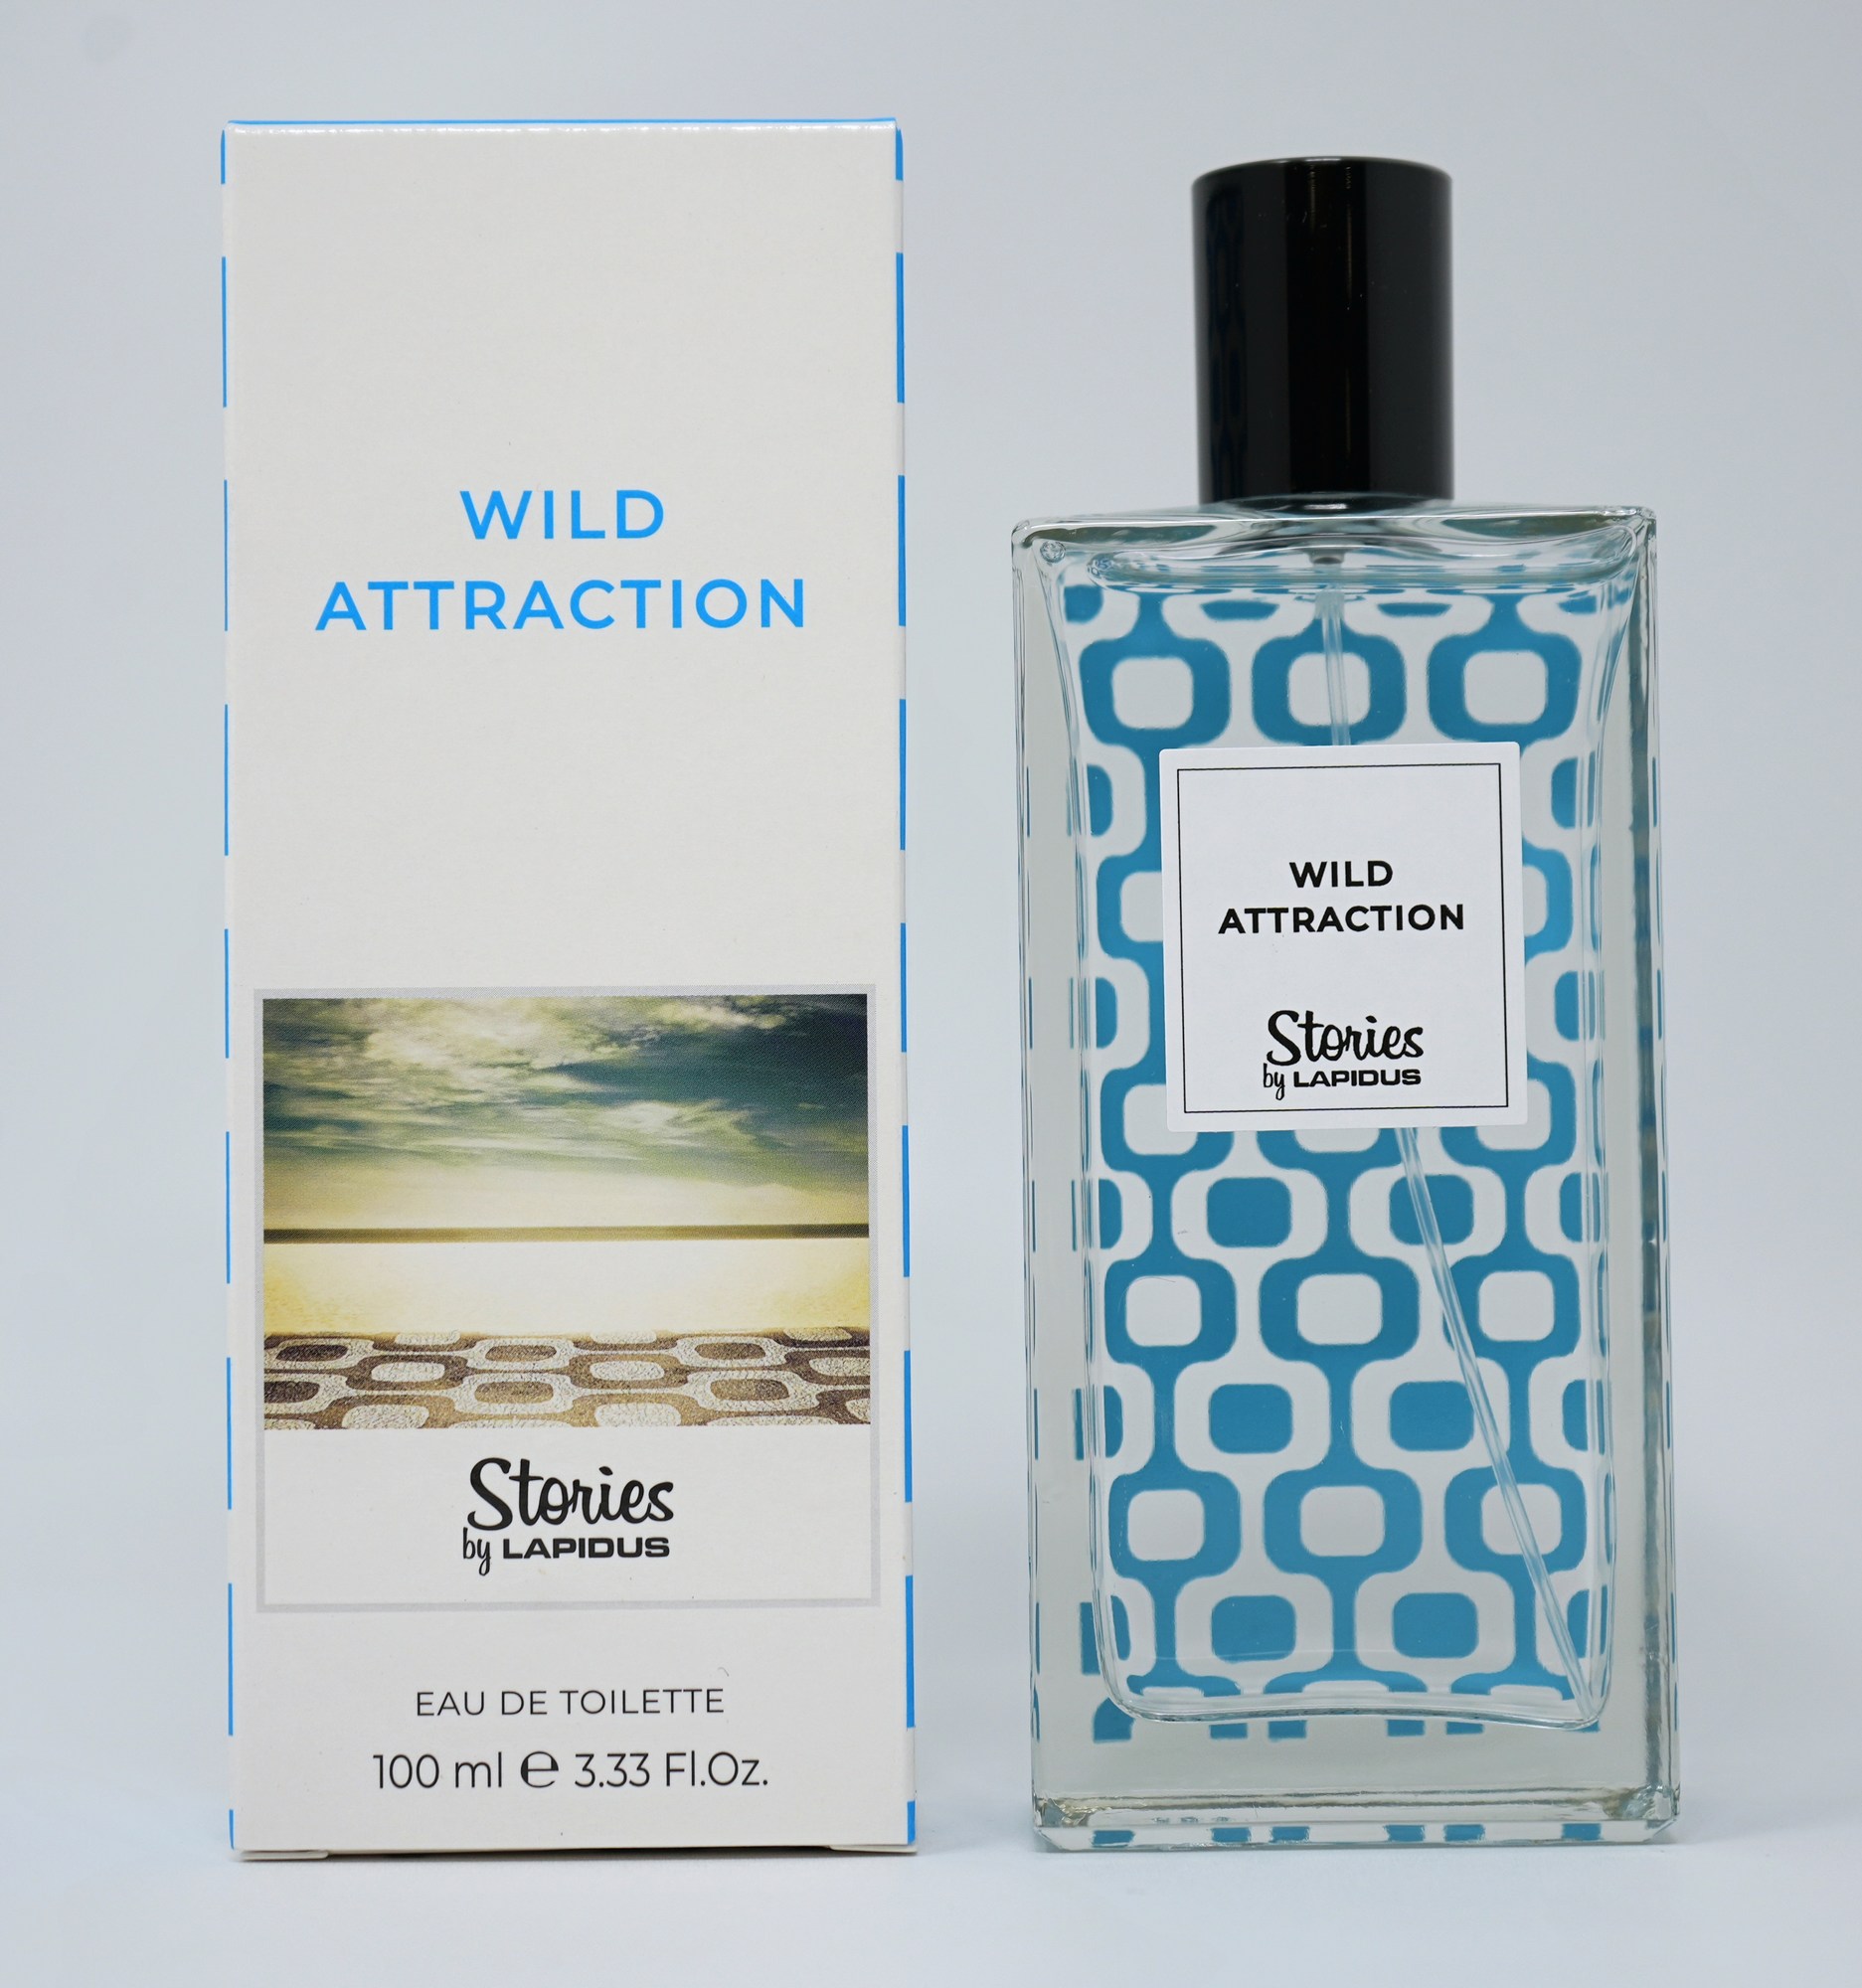 WILD
ATTRACTION
Stories
by LAPIDUS
EAU DE TOILETTE
100 ml ℮ 3.33 Fl.Oz.
WILD
ATTRACTION
Stories
by LAPIDUS